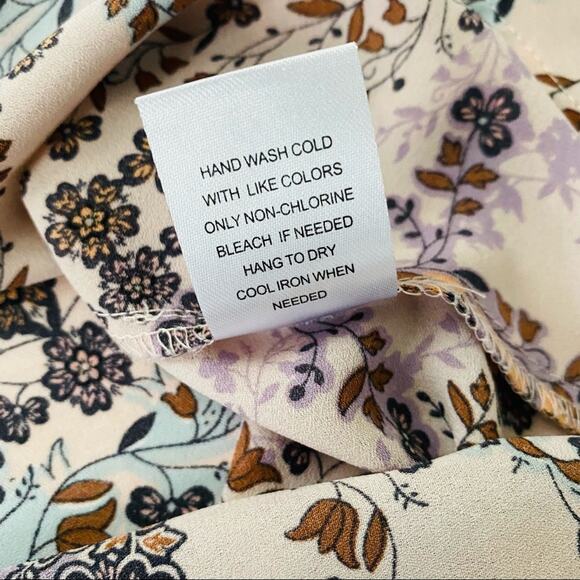 HAND WASH COLD
WITH LIKE COLORS
ONLY NON-CHLORINE
BLEACH IF NEEDED
HANG TO DRY
COOL IRON WHEN
NEEDED